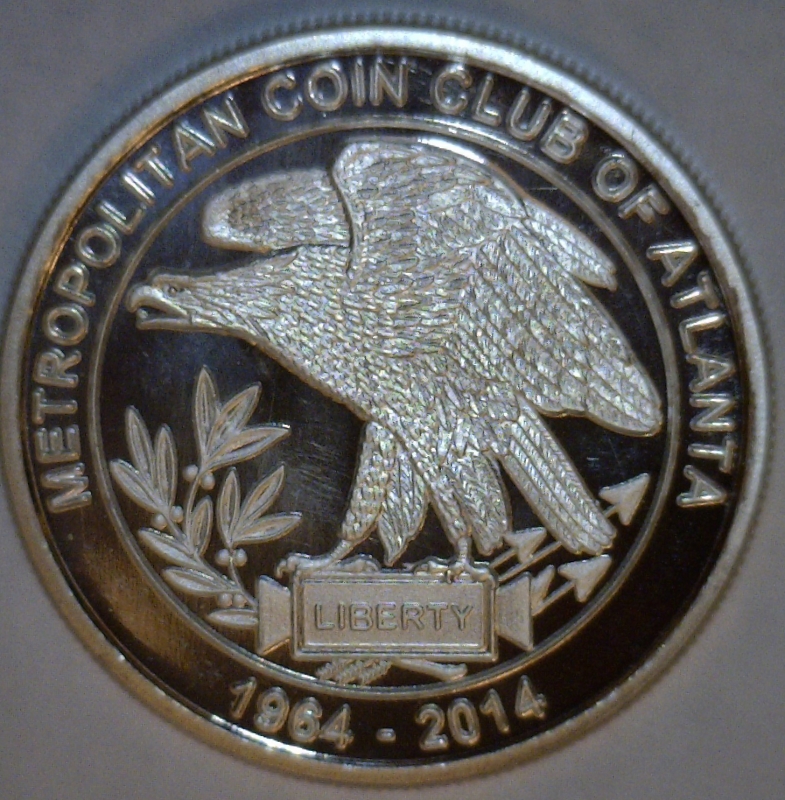 METROPOLITAN COIN CLUB OF ATLANTA
LIBERTY
1964 - 2014